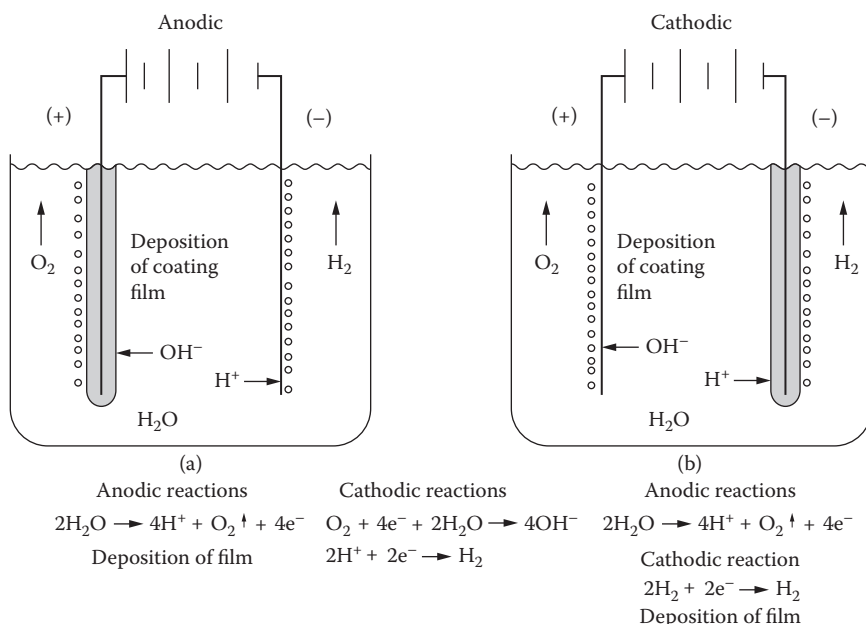 Anodic
(+)
(–)
O₂
Deposition
of coating
film
H₂
OH⁻
H⁺
H₂O
(a)
Cathodic
(+)
(–)
O₂
Deposition
of coating
film
H₂
OH⁻
H⁺
H₂O
(b)
Anodic reactions
2H₂O → 4H⁺ + O₂ ↑ + 4e⁻
Deposition of film
Cathodic reactions
O₂ + 4e⁻ + 2H₂O → 4OH⁻
2H⁺ + 2e⁻ → H₂
Anodic reactions
2H₂O → 4H⁺ + O₂ ↑ + 4e⁻
Cathodic reaction
2H₂ + 2e⁻ → H₂
Deposition of film